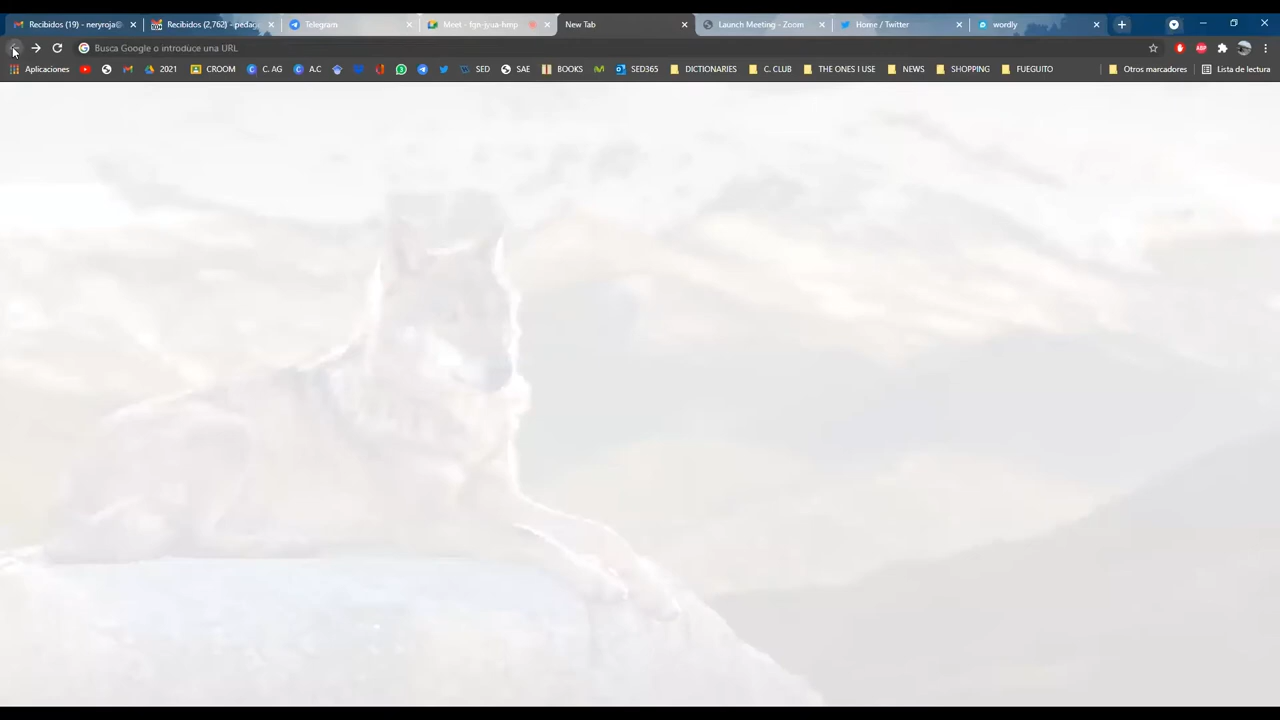 Recibidos (19) - neryroja@
Recibidos (2,762) - pedag
Telegram
Meet - fqn-jyua-hmp
New Tab
Launch Meeting - Zoom
Home / Twitter
wordly
Busca Google o introduce una URL
Aplicaciones
2021
CROOM
C. AG
A.C
SED
SAE
BOOKS
SED365
DICTIONARIES
C. CLUB
THE ONES I USE
NEWS
SHOPPING
FUEGUITO
Otros marcadores
Lista de lectura